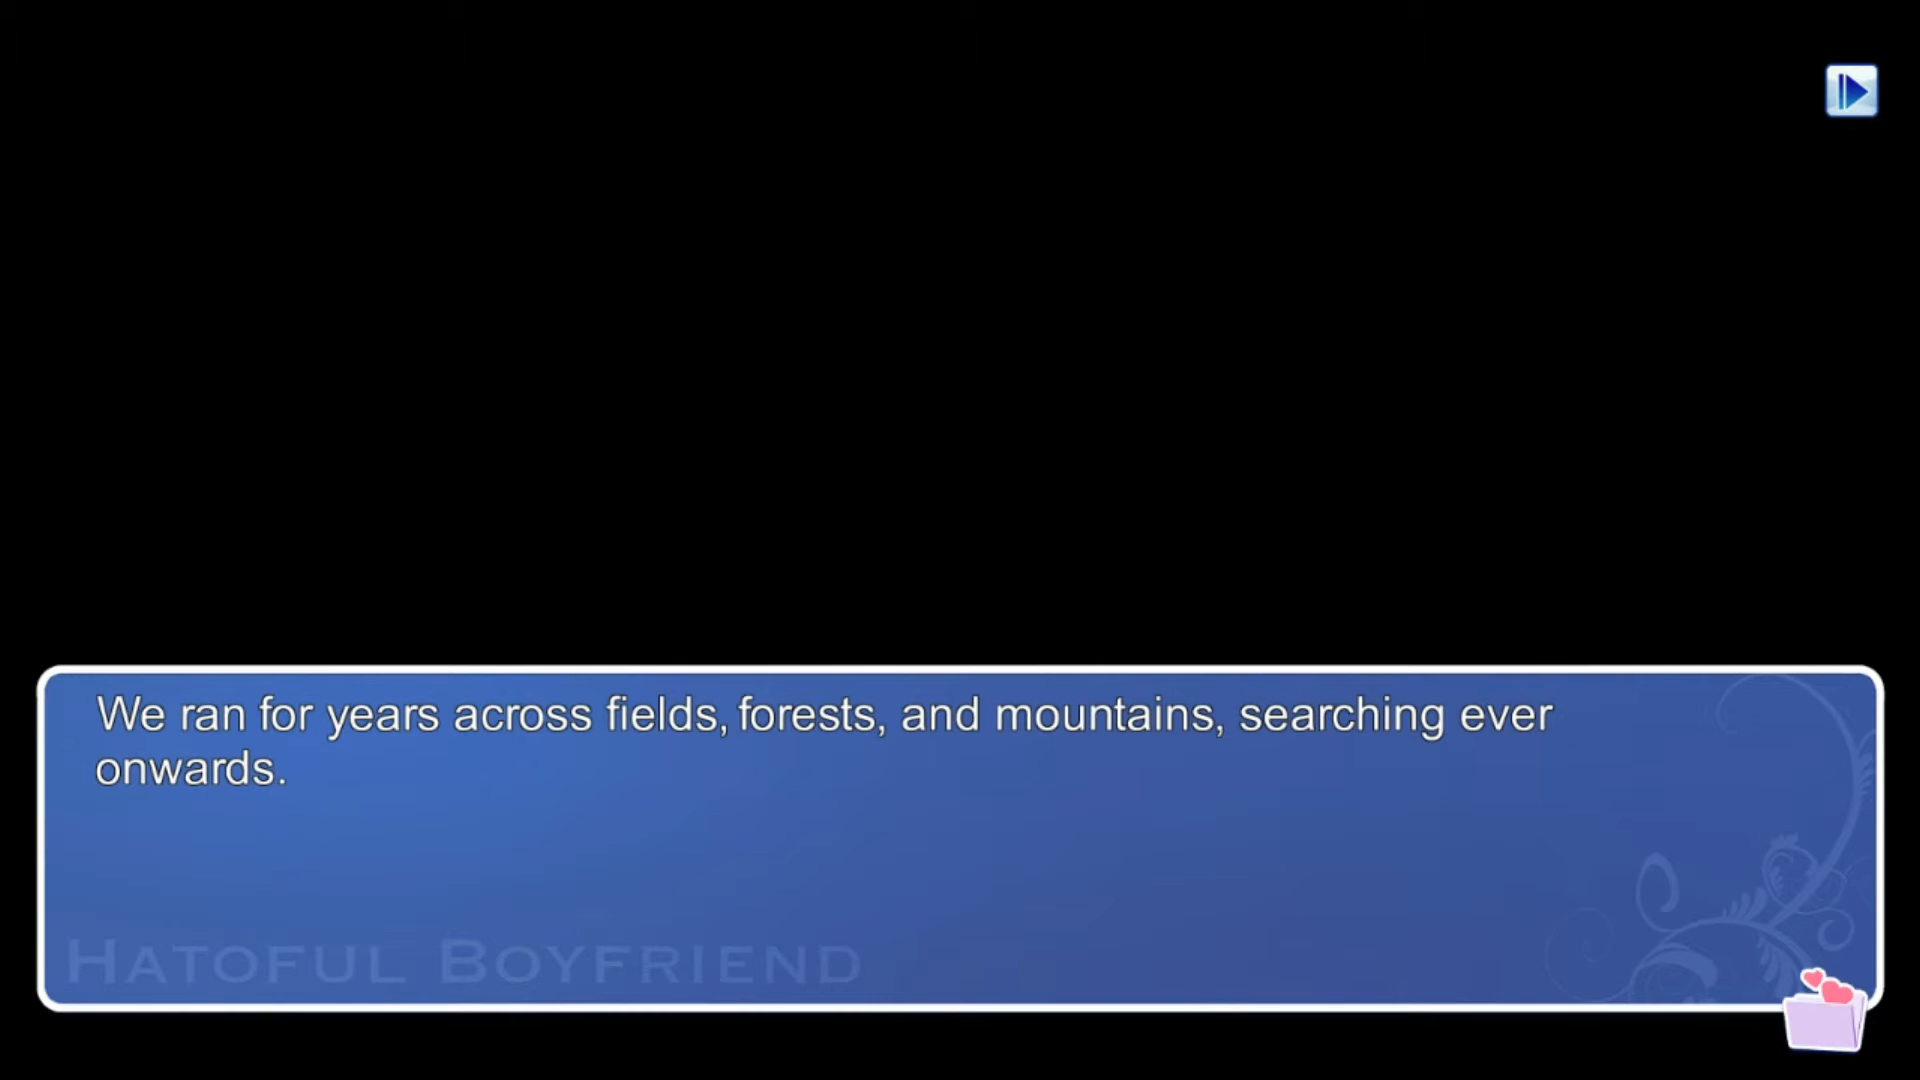 We ran for years across fields, forests, and mountains, searching ever
onwards.
HATOFUL BOYFRIEND